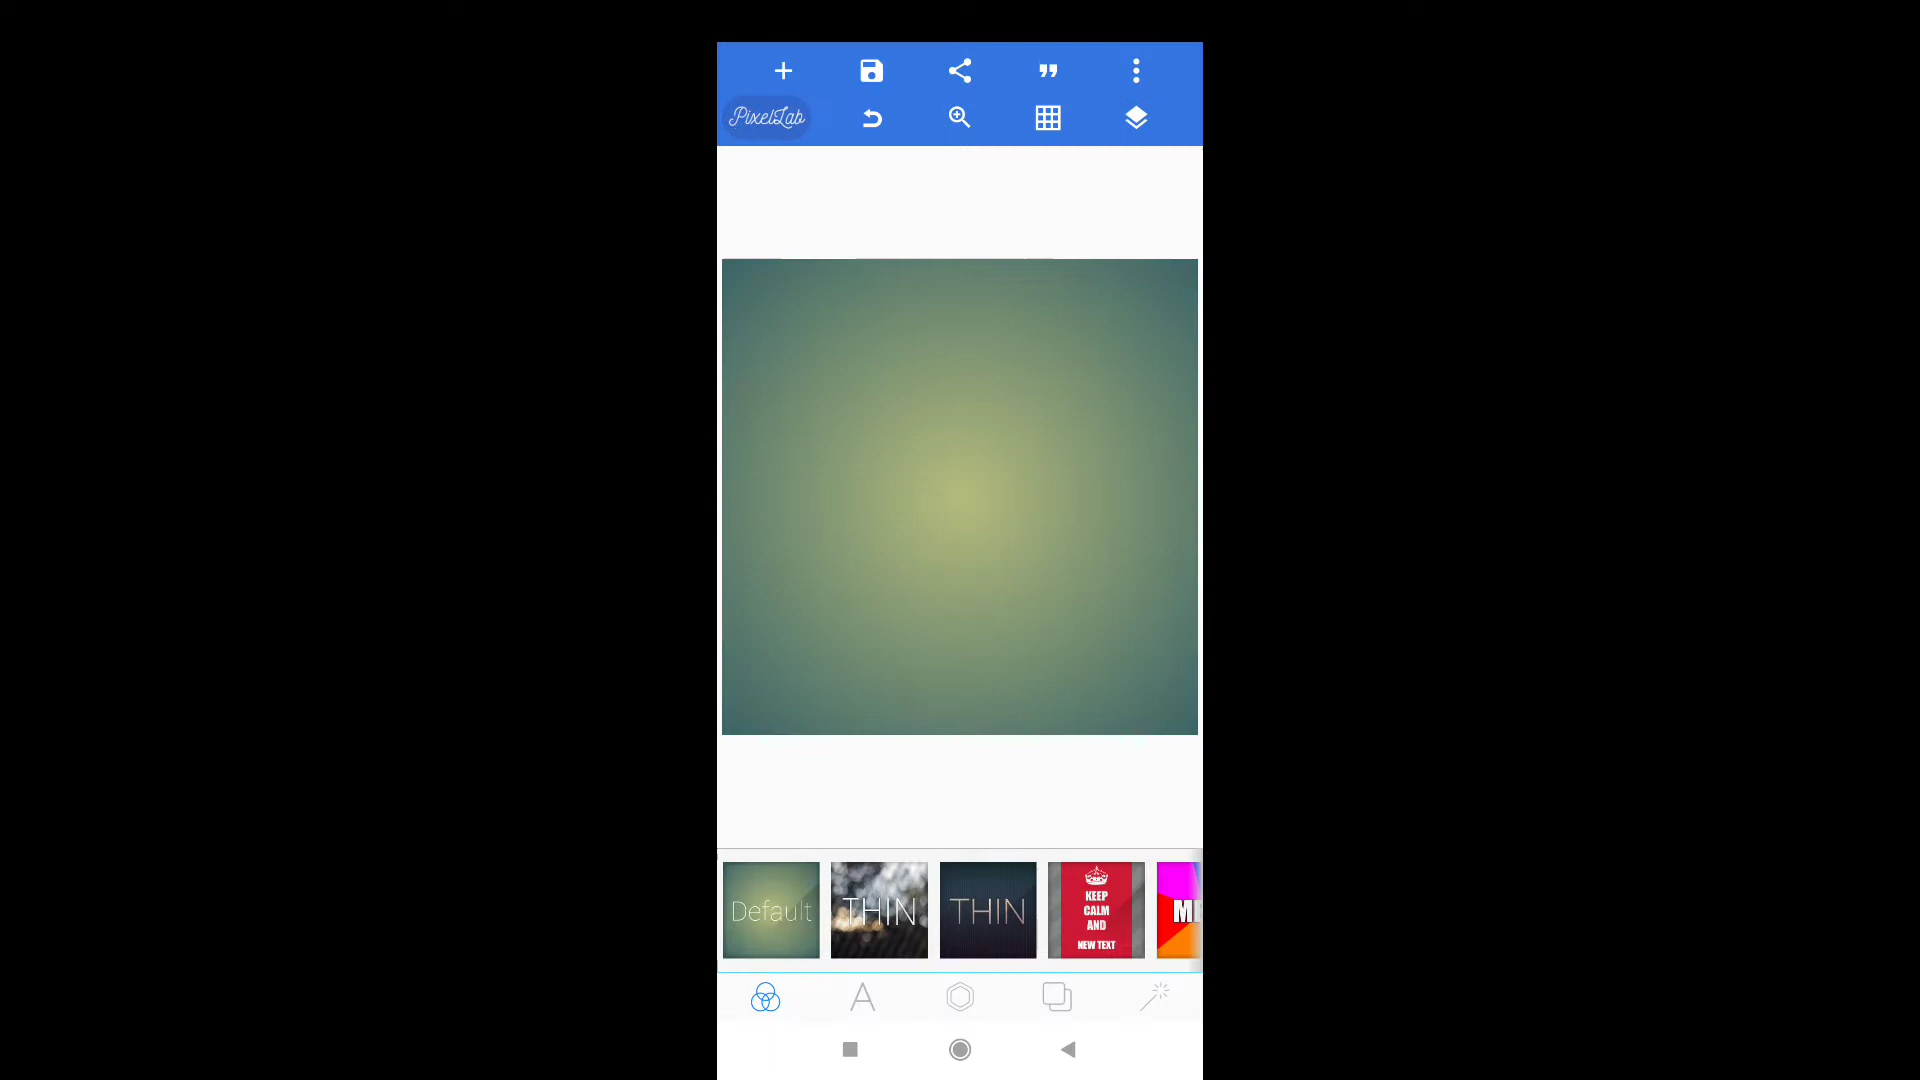 PixelLab
Default
THIN
THIN
KEEP
CALM
AND
NEW TEXT